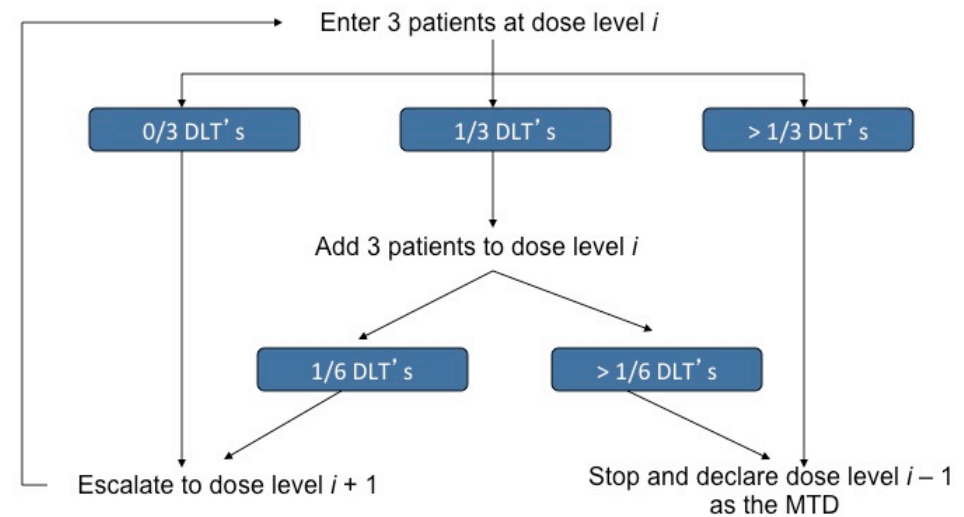 Enter 3 patients at dose level i
0/3 DLT's
1/3 DLT's
> 1/3 DLT's
Add 3 patients to dose level i
1/6 DLT's
> 1/6 DLT's
Escalate to dose level i + 1
Stop and declare dose level i – 1
as the MTD